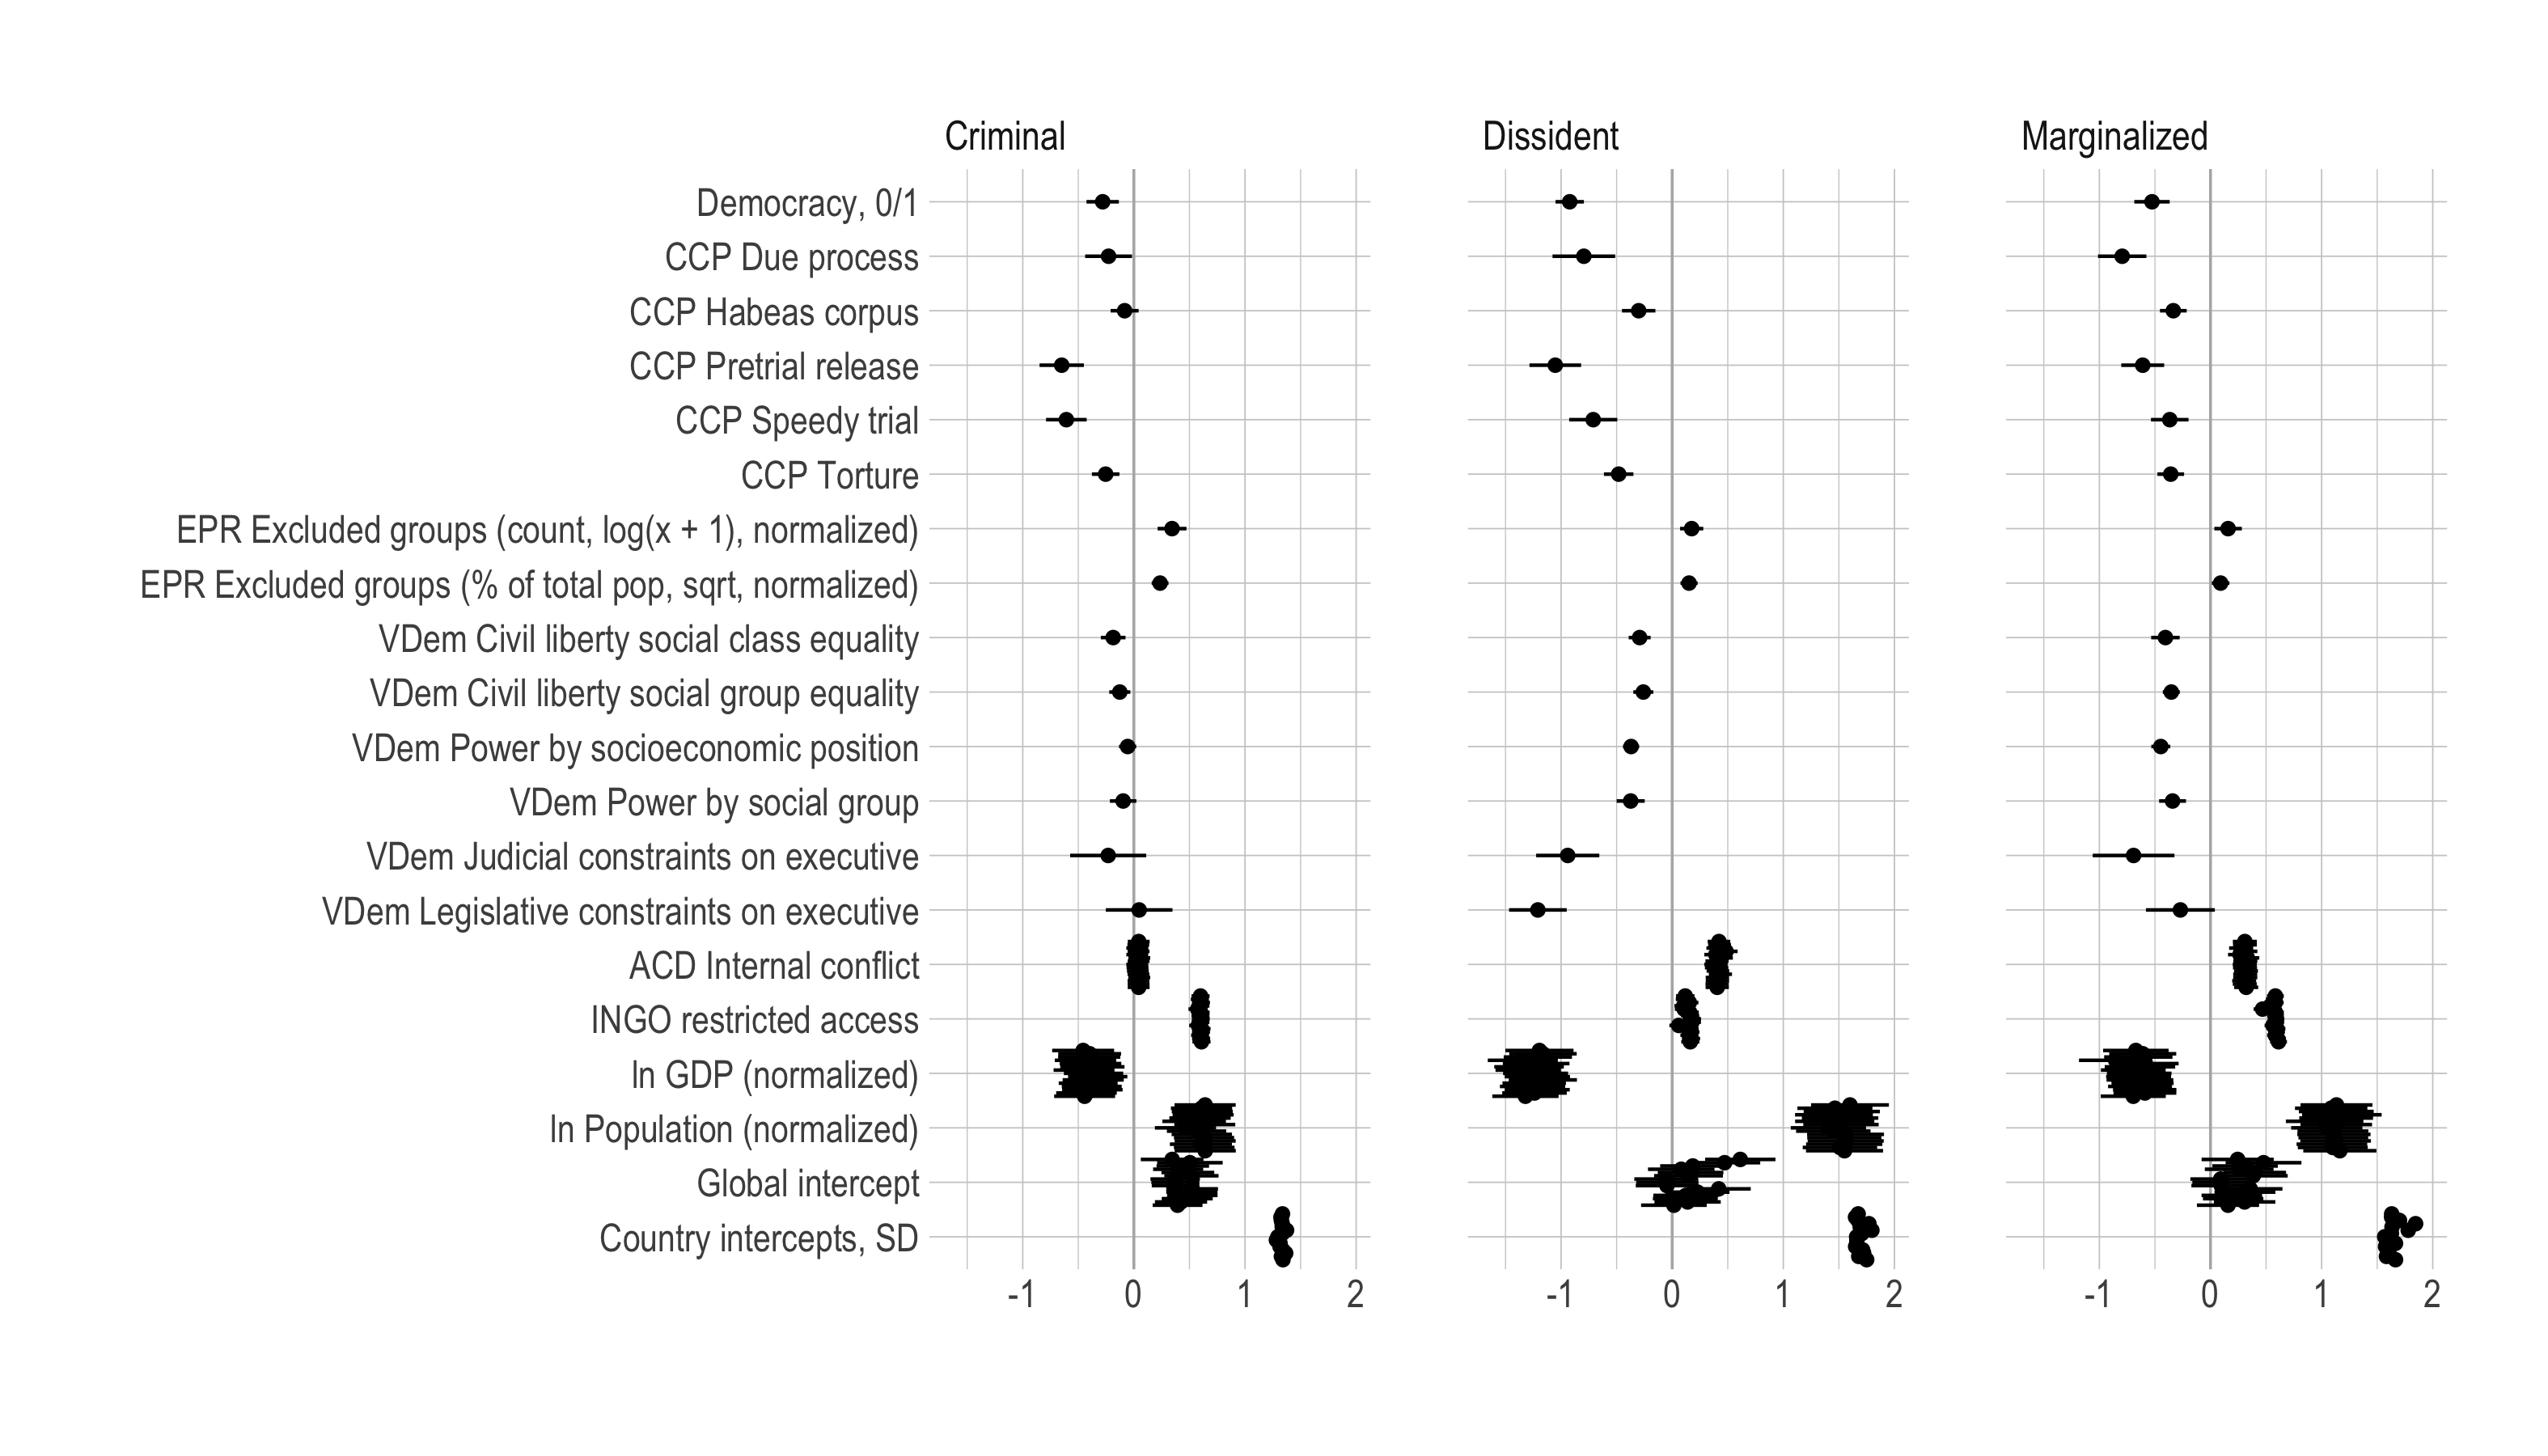 Criminal Dissident Marginalized
Democracy, 0/1
CCP Due process
CCP Habeas corpus
CCP Pretrial release
CCP Speedy trial
CCP Torture
EPR Excluded groups (count, log(x + 1), normalized)
EPR Excluded groups (% of total pop, sqrt, normalized)
VDem Civil liberty social class equality
VDem Civil liberty social group equality
VDem Power by socioeconomic position
VDem Power by social group
VDem Judicial constraints on executive
VDem Legislative constraints on executive
ACD Internal conflict
INGO restricted access
ln GDP (normalized)
ln Population (normalized)
Global intercept
Country intercepts, SD
-1 0 1 2 -1 0 1 2 -1 0 1 2